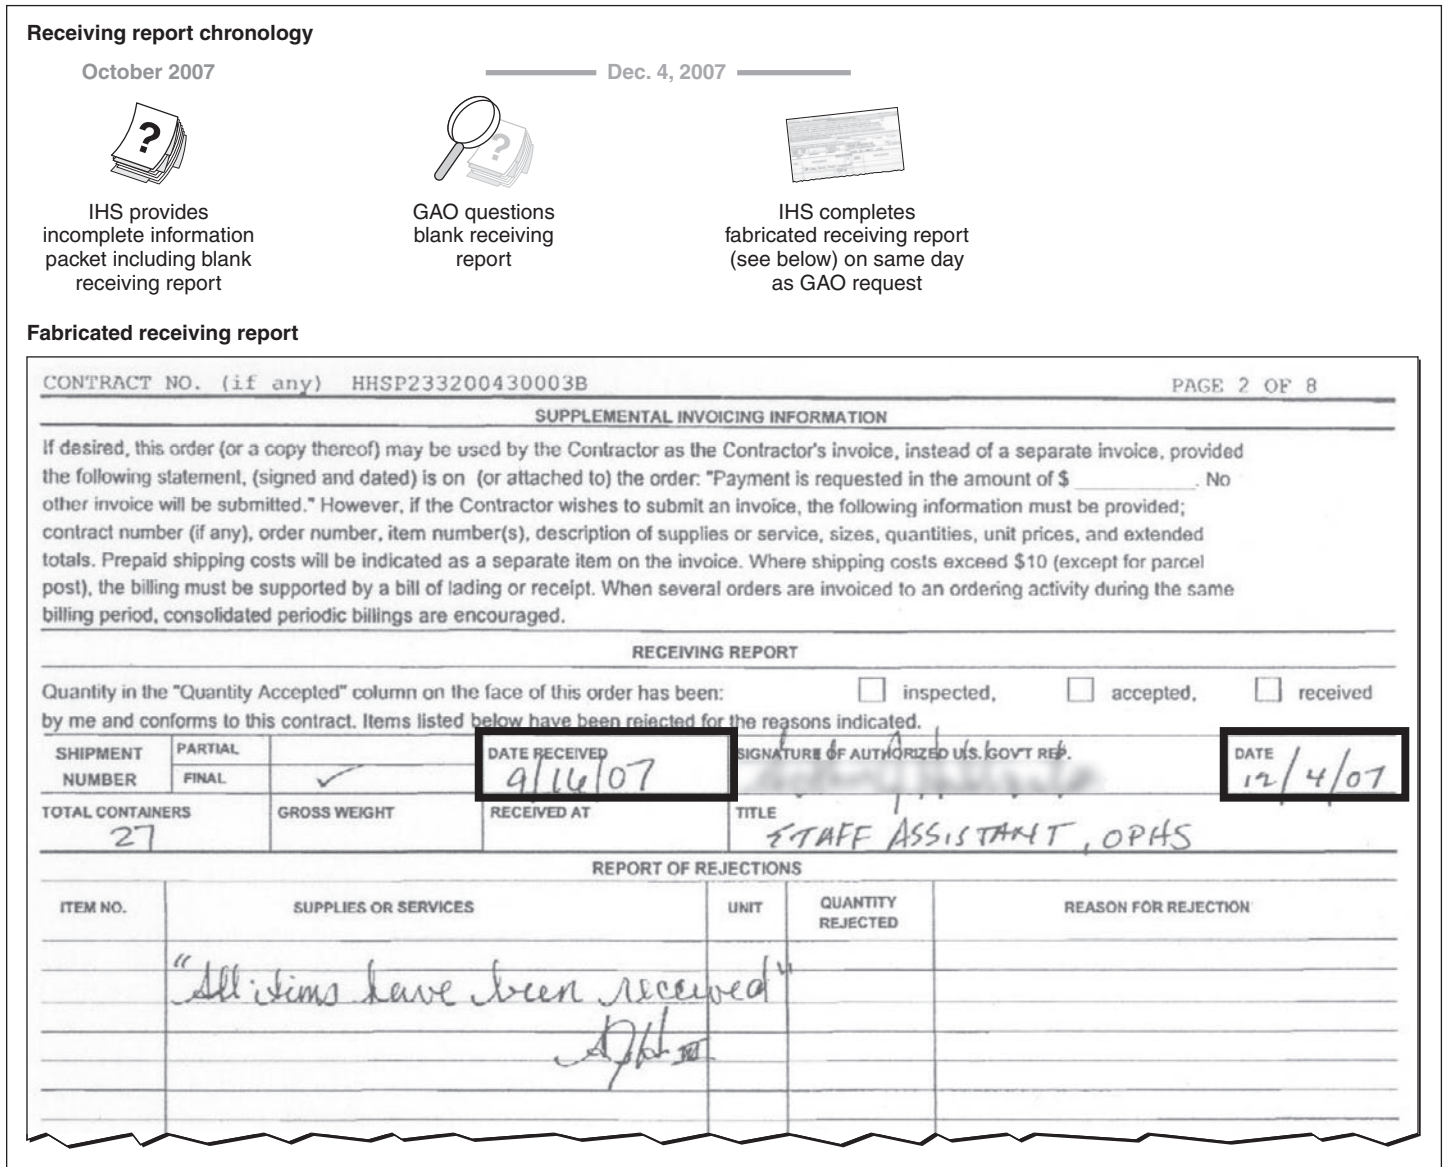 Receiving report chronology
October 2007
Dec. 4, 2007
?
?
IHS provides
incomplete information
packet including blank
receiving report
GAO questions
blank receiving
report
IHS completes
fabricated receiving report
(see below) on same day
as GAO request
Fabricated receiving report
CONTRACT NO. (if any) HHSP233200430003B PAGE 2 OF 8
SUPPLEMENTAL INVOICING INFORMATION
If desired, this order (or a copy thereof) may be used by the Contractor as the Contractor's invoice, instead of a separate invoice, provided
the following statement, (signed and dated) is on (or attached to) the order: "Payment is requested in the amount of $ ____________. No
other invoice will be submitted." However, if the Contractor wishes to submit an invoice, the following information must be provided;
contract number (if any), order number, item number(s), description of supplies or service, sizes, quantities, unit prices, and extended
totals. Prepaid shipping costs will be indicated as a separate item on the invoice. Where shipping costs exceed $10 (except for parcel
post), the billing must be supported by a bill of lading or receipt. When several orders are invoiced to an ordering activity during the same
billing period, consolidated periodic billings are encouraged.
RECEIVING REPORT
Quantity in the "Quantity Accepted" column on the face of this order has been: inspected, accepted, received
by me and conforms to this contract. Items listed below have been rejected for the reasons indicated.
SHIPMENT
NUMBER
PARTIAL
FINAL
DATE RECEIVED
9/16/07
SIGNATURE OF AUTHORIZED U.S. GOV'T REP.
DATE
12/4/07
TOTAL CONTAINERS
27
GROSS WEIGHT
RECEIVED AT
TITLE
STAFF ASSISTANT, OPHS
REPORT OF REJECTIONS
ITEM NO.
SUPPLIES OR SERVICES
UNIT
QUANTITY
REJECTED
REASON FOR REJECTION
"All items have been received"